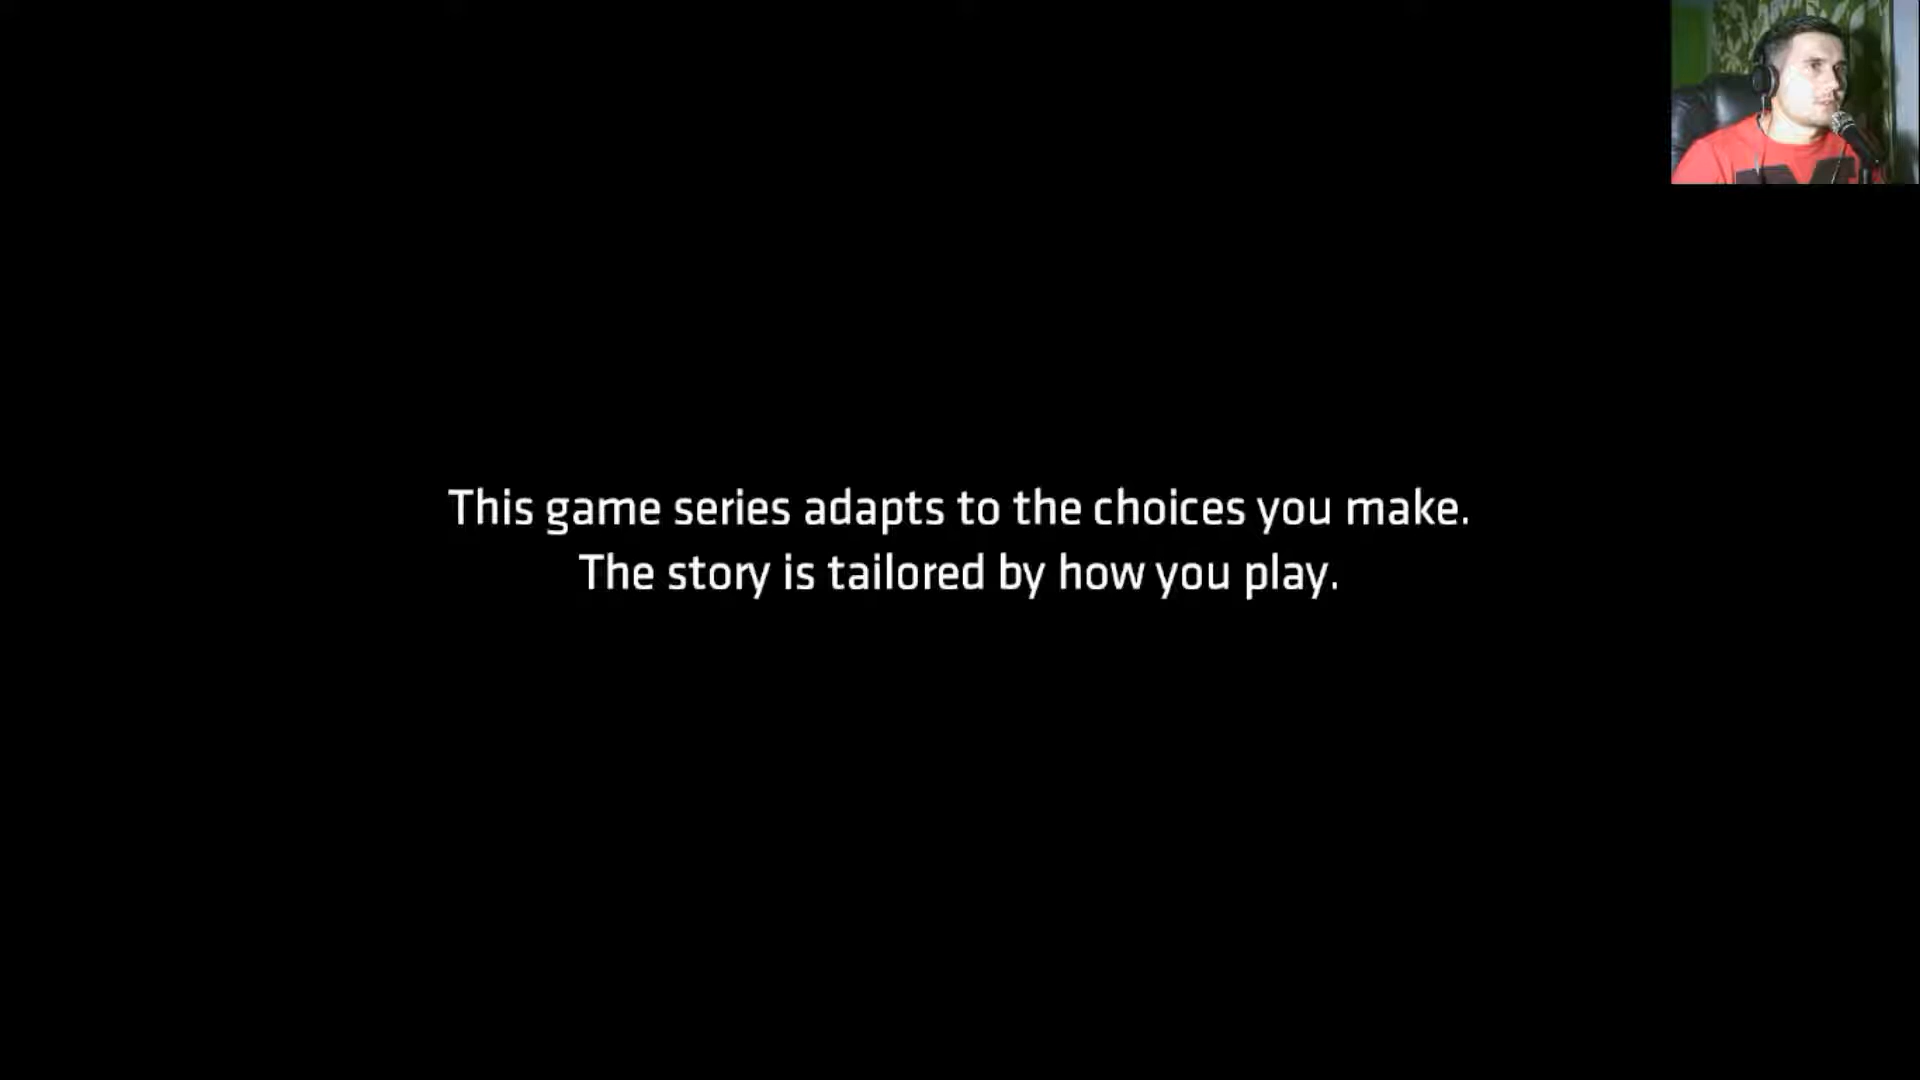 This game series adapts to the choices you make.
The story is tailored by how you play.